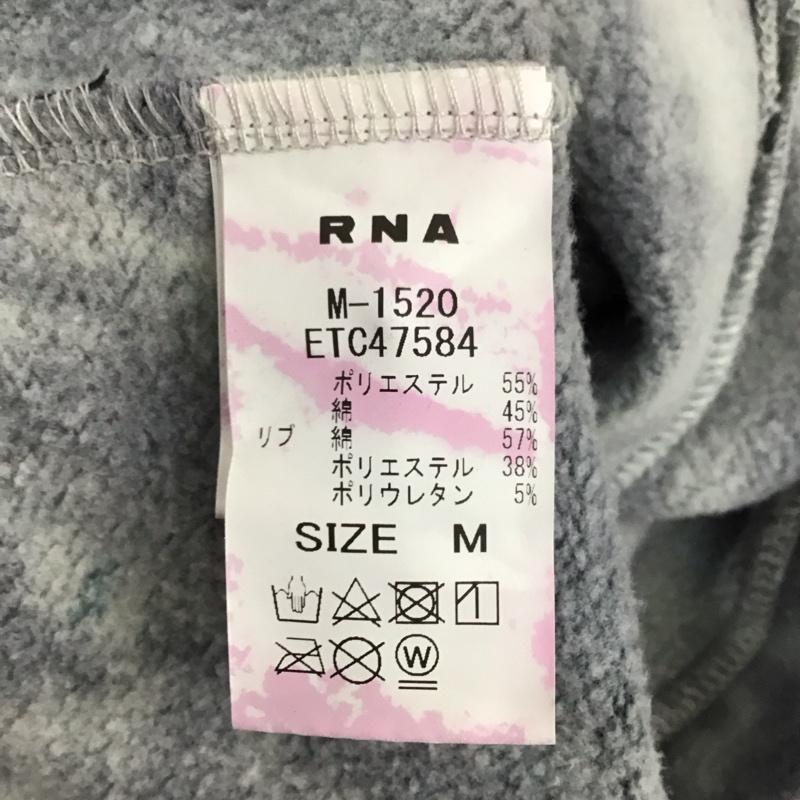 RNA
M-1520
ETC47584
ポリエステル 55%
綿 45%
リブ 綿 57%
ポリエステル 38%
ポリウレタン 5%
SIZE M
W